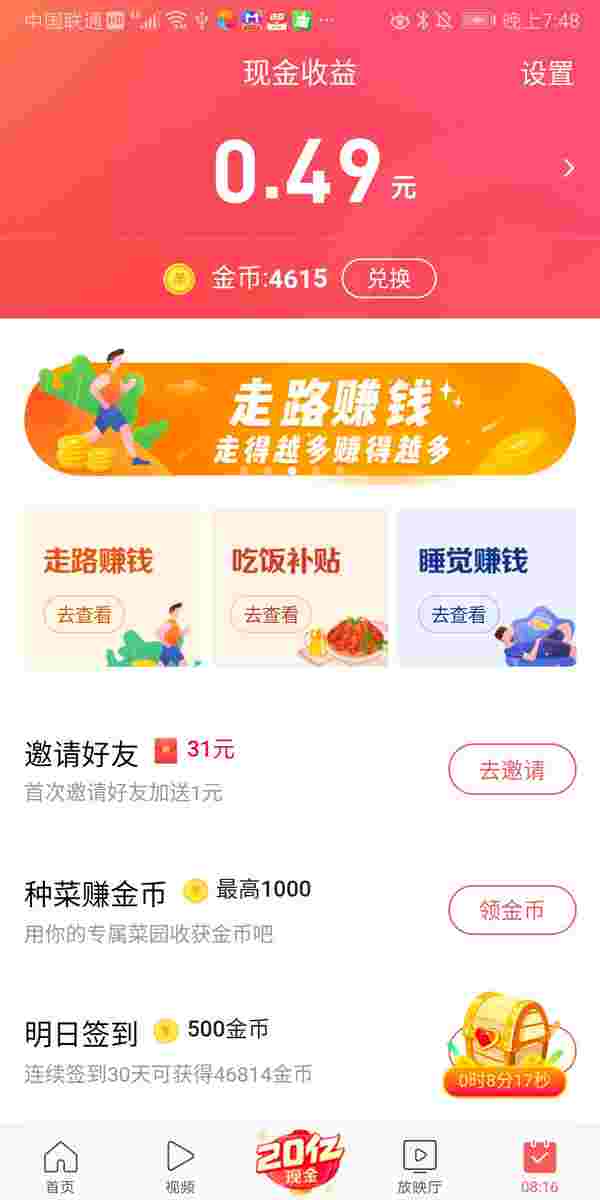 中国联通 晚上7:48
现金收益 设置
0.49元
金币:4615 兑换
走路赚钱
走得越多赚得越多
走路赚钱 吃饭补贴 睡觉赚钱
去查看 去查看 去查看
邀请好友 31元 去邀请
首次邀请好友加送1元
种菜赚金币 最高1000 领金币
用你的专属菜园收获金币吧
明日签到 500金币
连续签到30天可获得46814金币 0时8分17秒
20亿
现金
首页 视频 放映厅 08:16